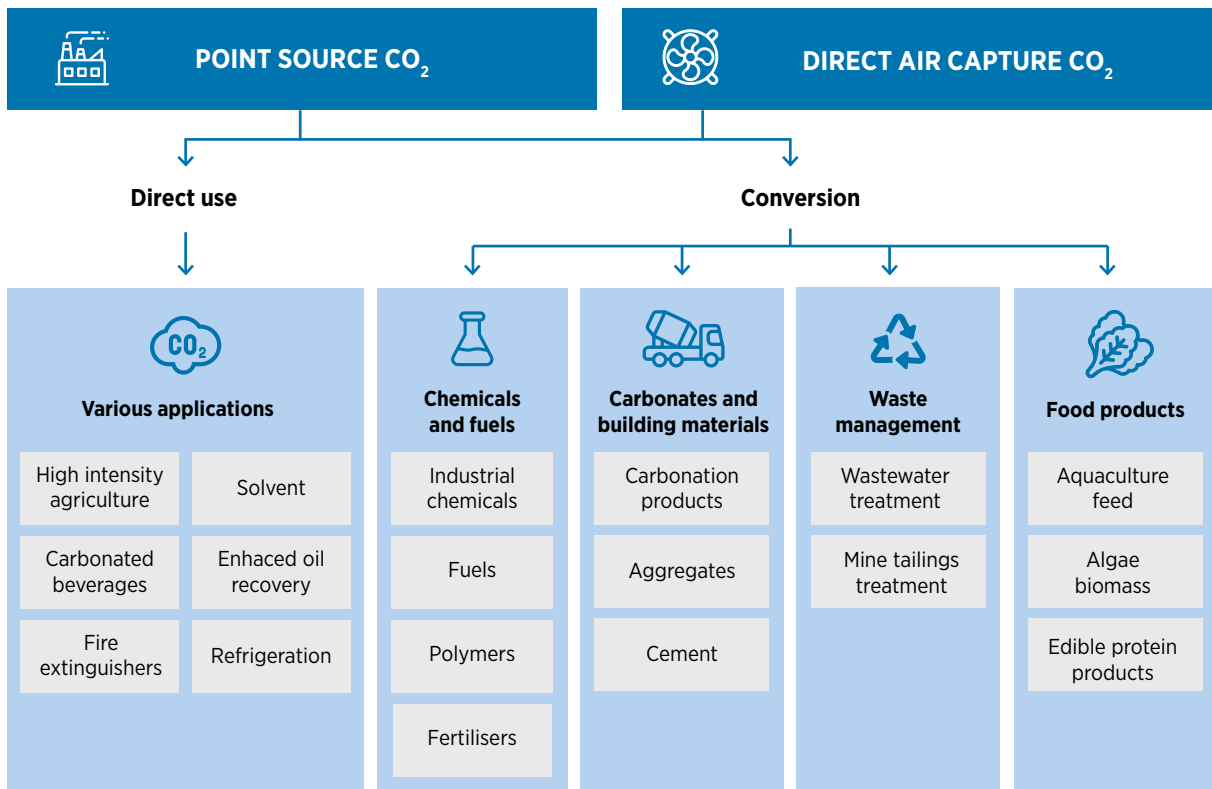 POINT SOURCE CO₂
DIRECT AIR CAPTURE CO₂
Direct use
Conversion
CO₂
Various applications
High intensity
agriculture
Solvent
Carbonated
beverages
Enhaced oil
recovery
Fire
extinguishers
Refrigeration
Chemicals
and fuels
Industrial
chemicals
Fuels
Polymers
Fertilisers
Carbonates and
building materials
Carbonation
products
Aggregates
Cement
Waste
management
Wastewater
treatment
Mine tailings
treatment
Food products
Aquaculture
feed
Algae
biomass
Edible protein
products